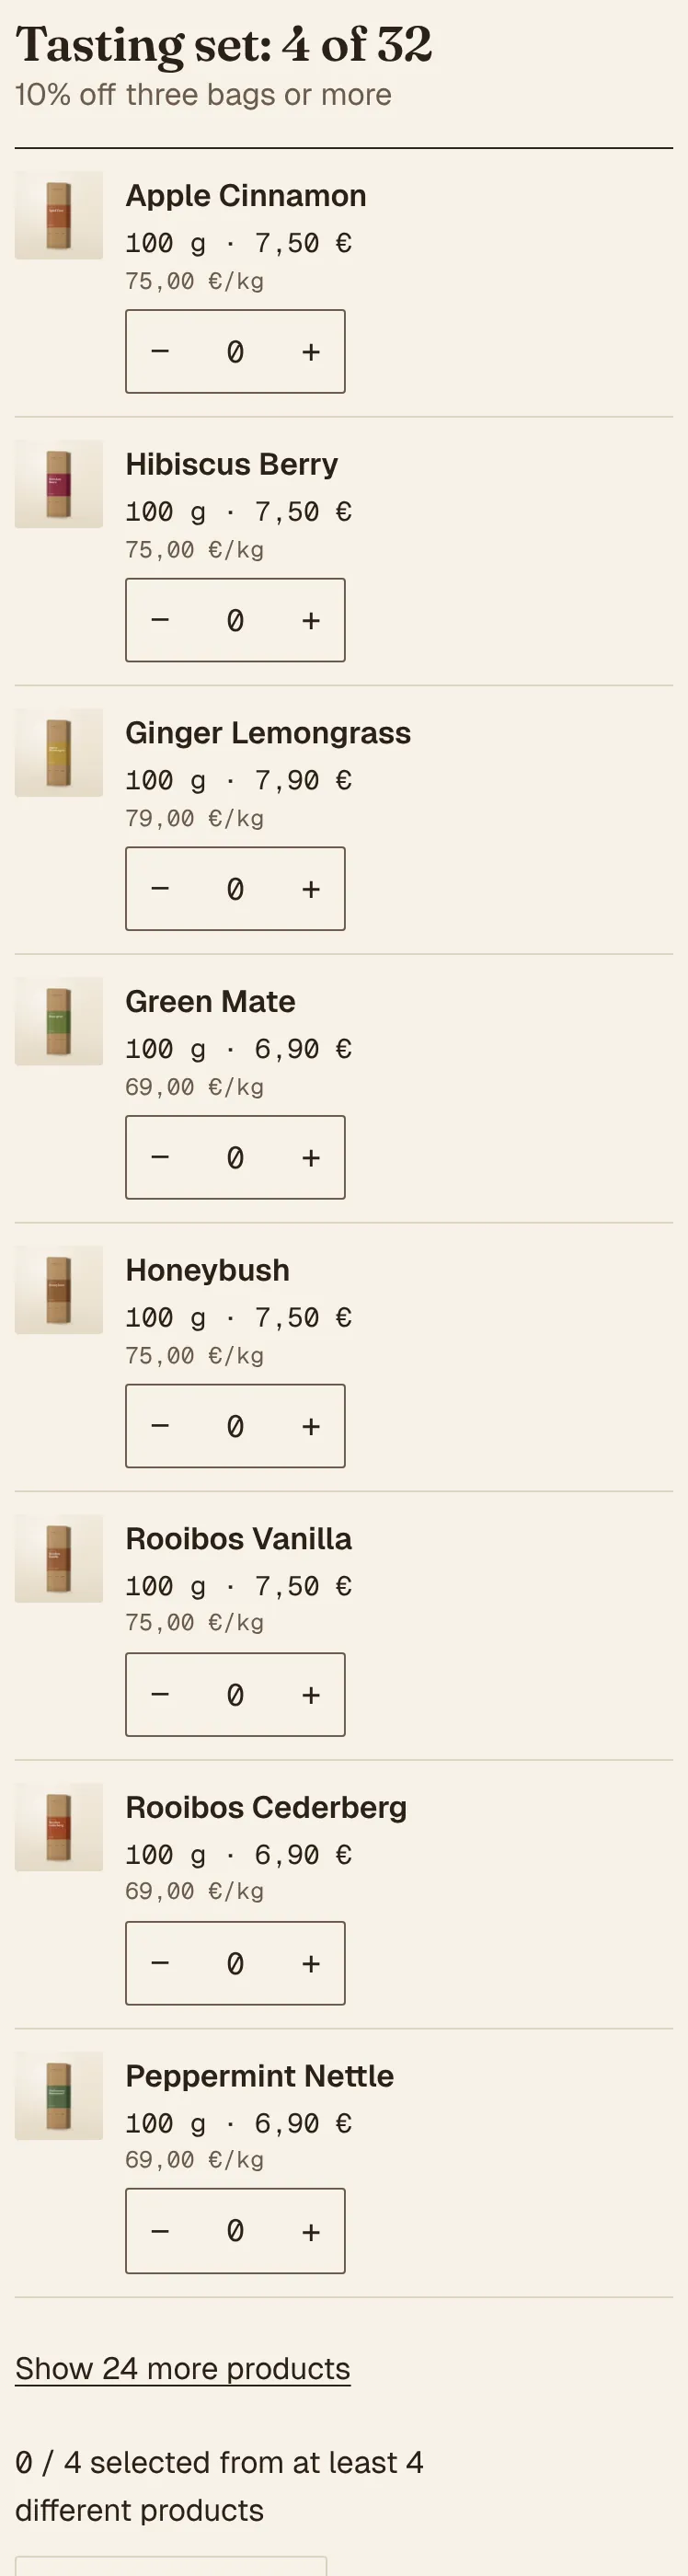 Tasting set: 4 of 32
10% off three bags or more
Apple Cinnamon
100 g · 7,50 €
75,00 €/kg
− 0 +
Hibiscus Berry
100 g · 7,50 €
75,00 €/kg
− 0 +
Ginger Lemongrass
100 g · 7,90 €
79,00 €/kg
− 0 +
Green Mate
100 g · 6,90 €
69,00 €/kg
− 0 +
Honeybush
100 g · 7,50 €
75,00 €/kg
− 0 +
Rooibos Vanilla
100 g · 7,50 €
75,00 €/kg
− 0 +
Rooibos Cederberg
100 g · 6,90 €
69,00 €/kg
− 0 +
Peppermint Nettle
100 g · 6,90 €
69,00 €/kg
− 0 +
Show 24 more products
0 / 4 selected from at least 4
different products